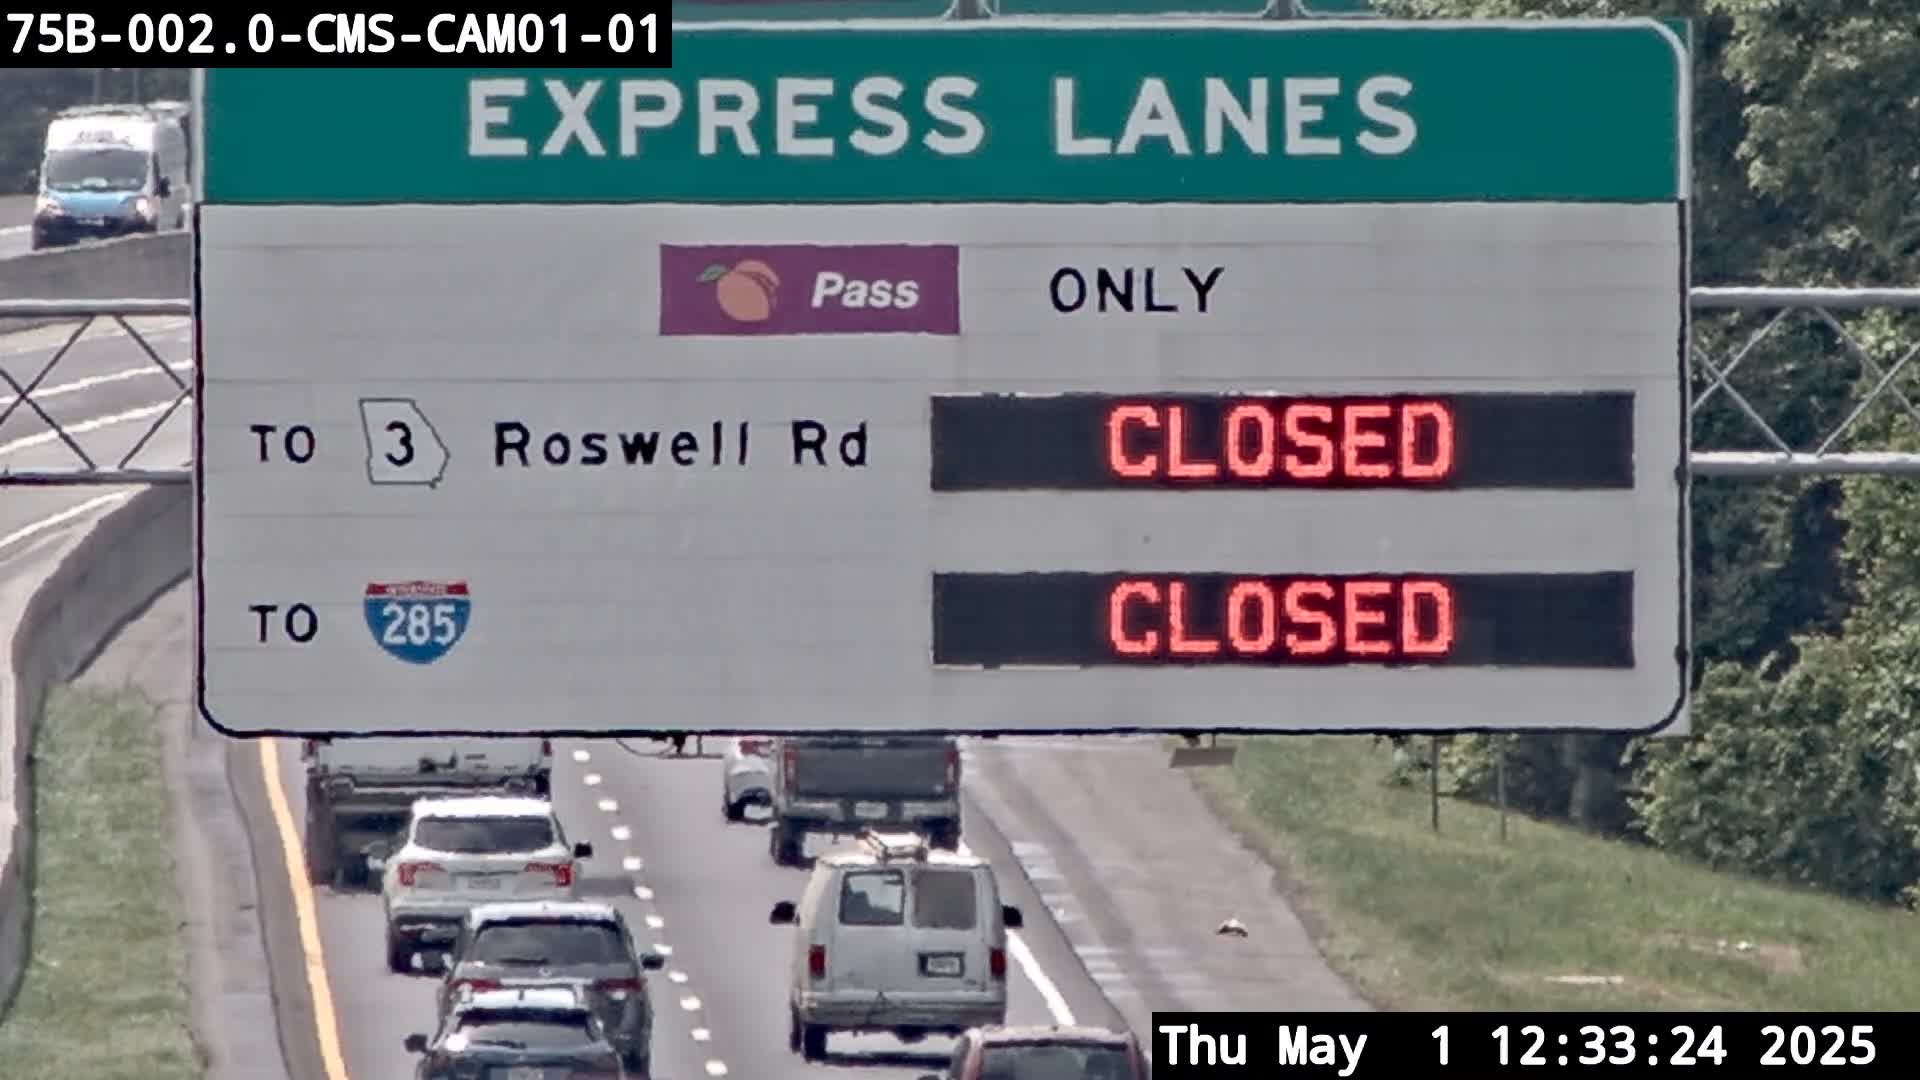 75B-002.0-CMS-CAM01-01
EXPRESS LANES
Pass ONLY
TO 3 Roswell Rd CLOSED
INTERSTATE
TO 285 CLOSED
Thu May 1 12:33:24 2025